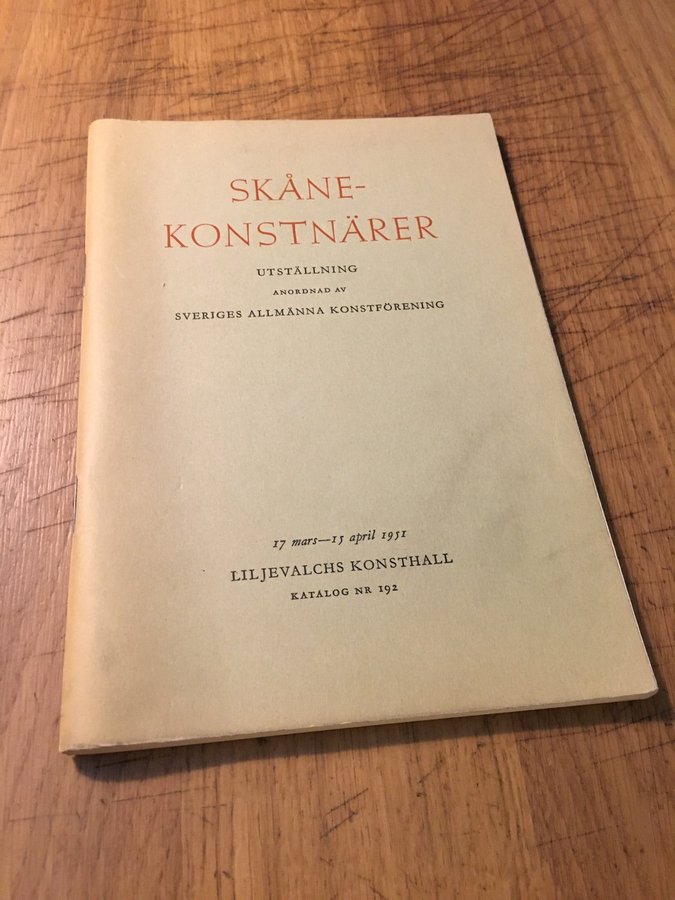 SKÅNE-
KONSTNÄRER
UTSTÄLLNING
ANORDNAD AV
SVERIGES ALLMÄNNA KONSTFÖRENING
17 mars—15 april 1951
LILJEVALCHS KONSTHALL
KATALOG NR 192